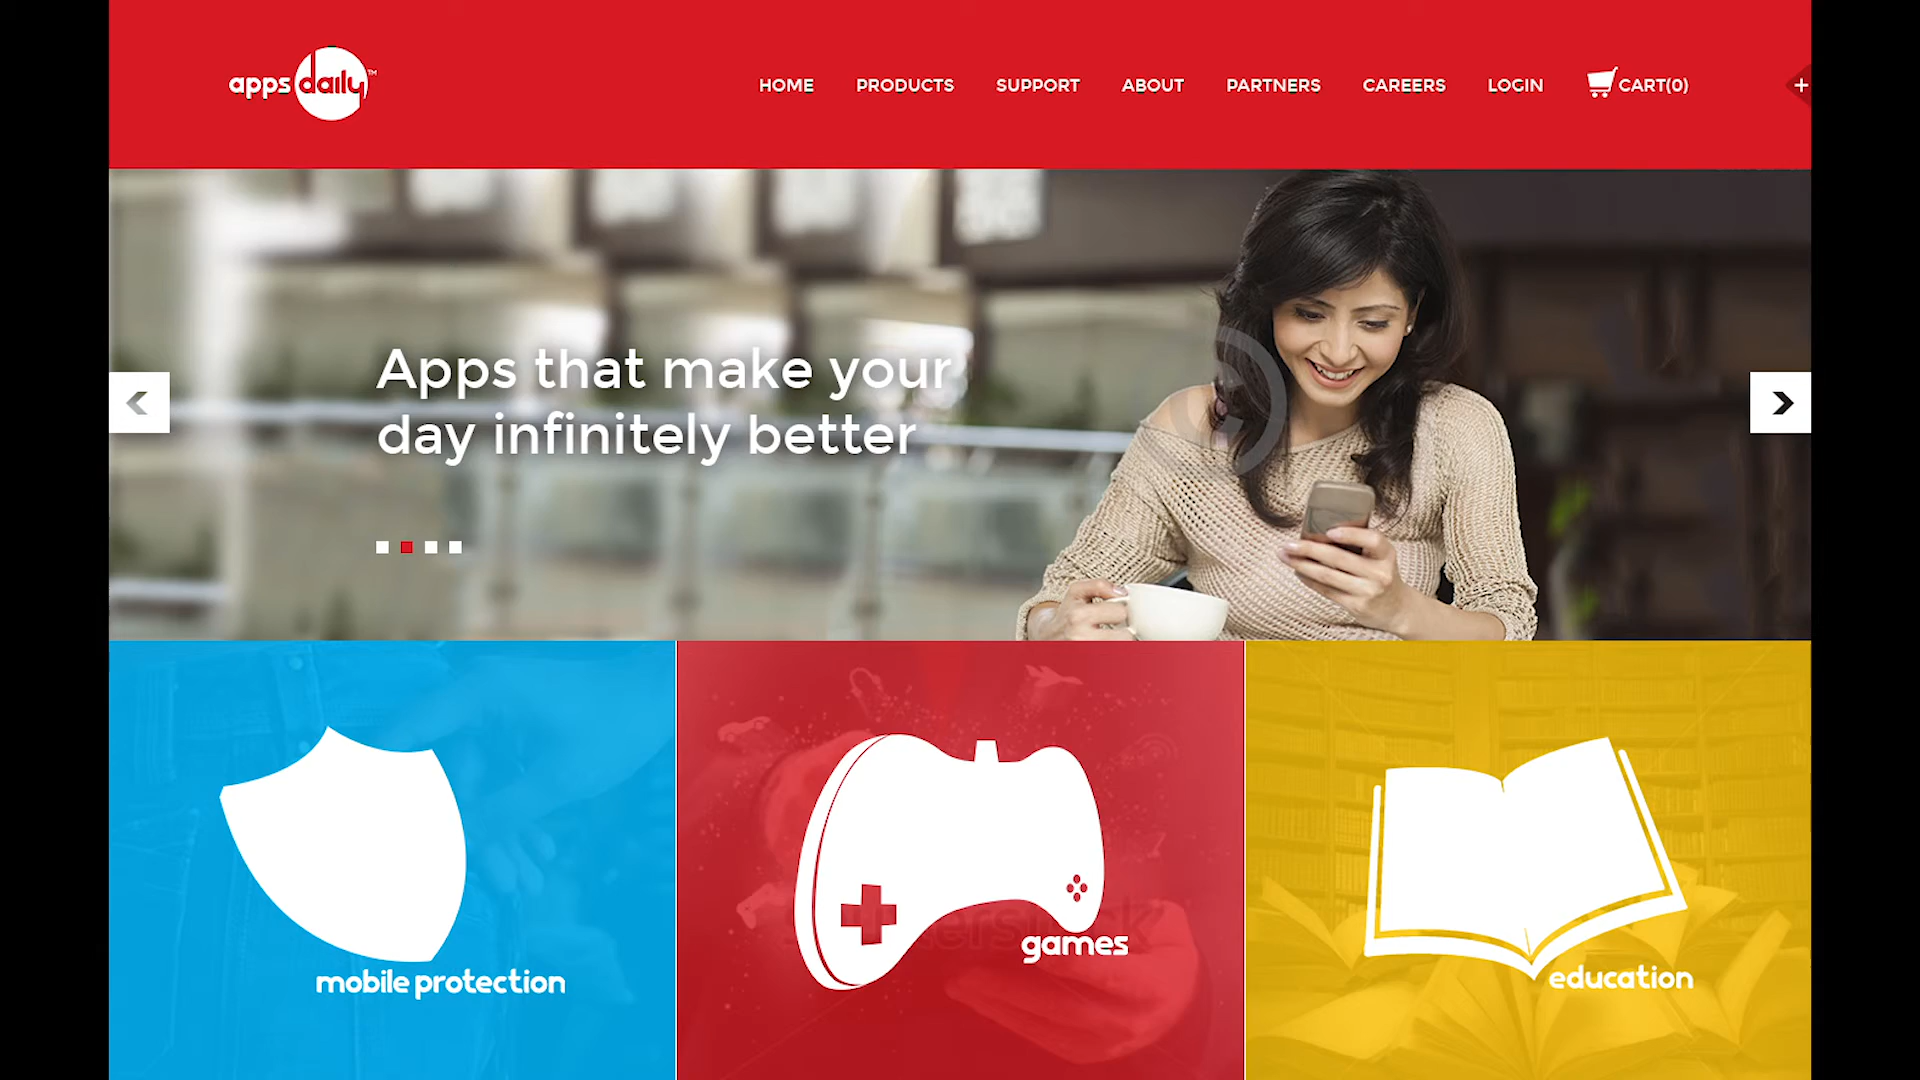 apps daily™
HOME PRODUCTS SUPPORT ABOUT PARTNERS CAREERS LOGIN CART(0) +
Apps that make your
day infinitely better
mobile protection
games
education